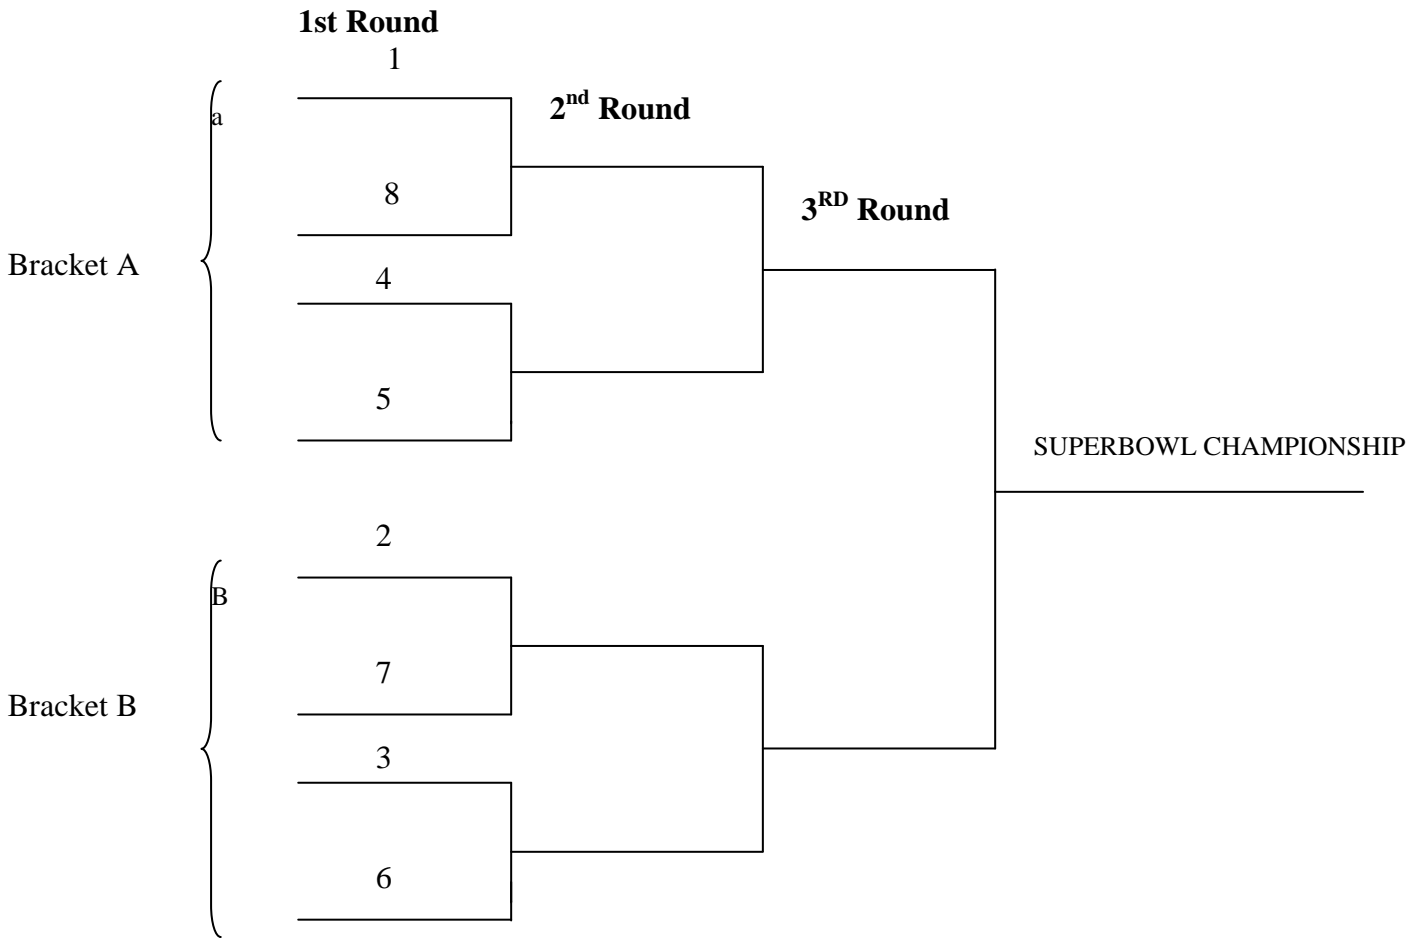 1st Round
1
a
2nd Round
8
3RD Round
Bracket A
4
5
SUPERBOWL CHAMPIONSHIP
2
B
7
Bracket B
3
6